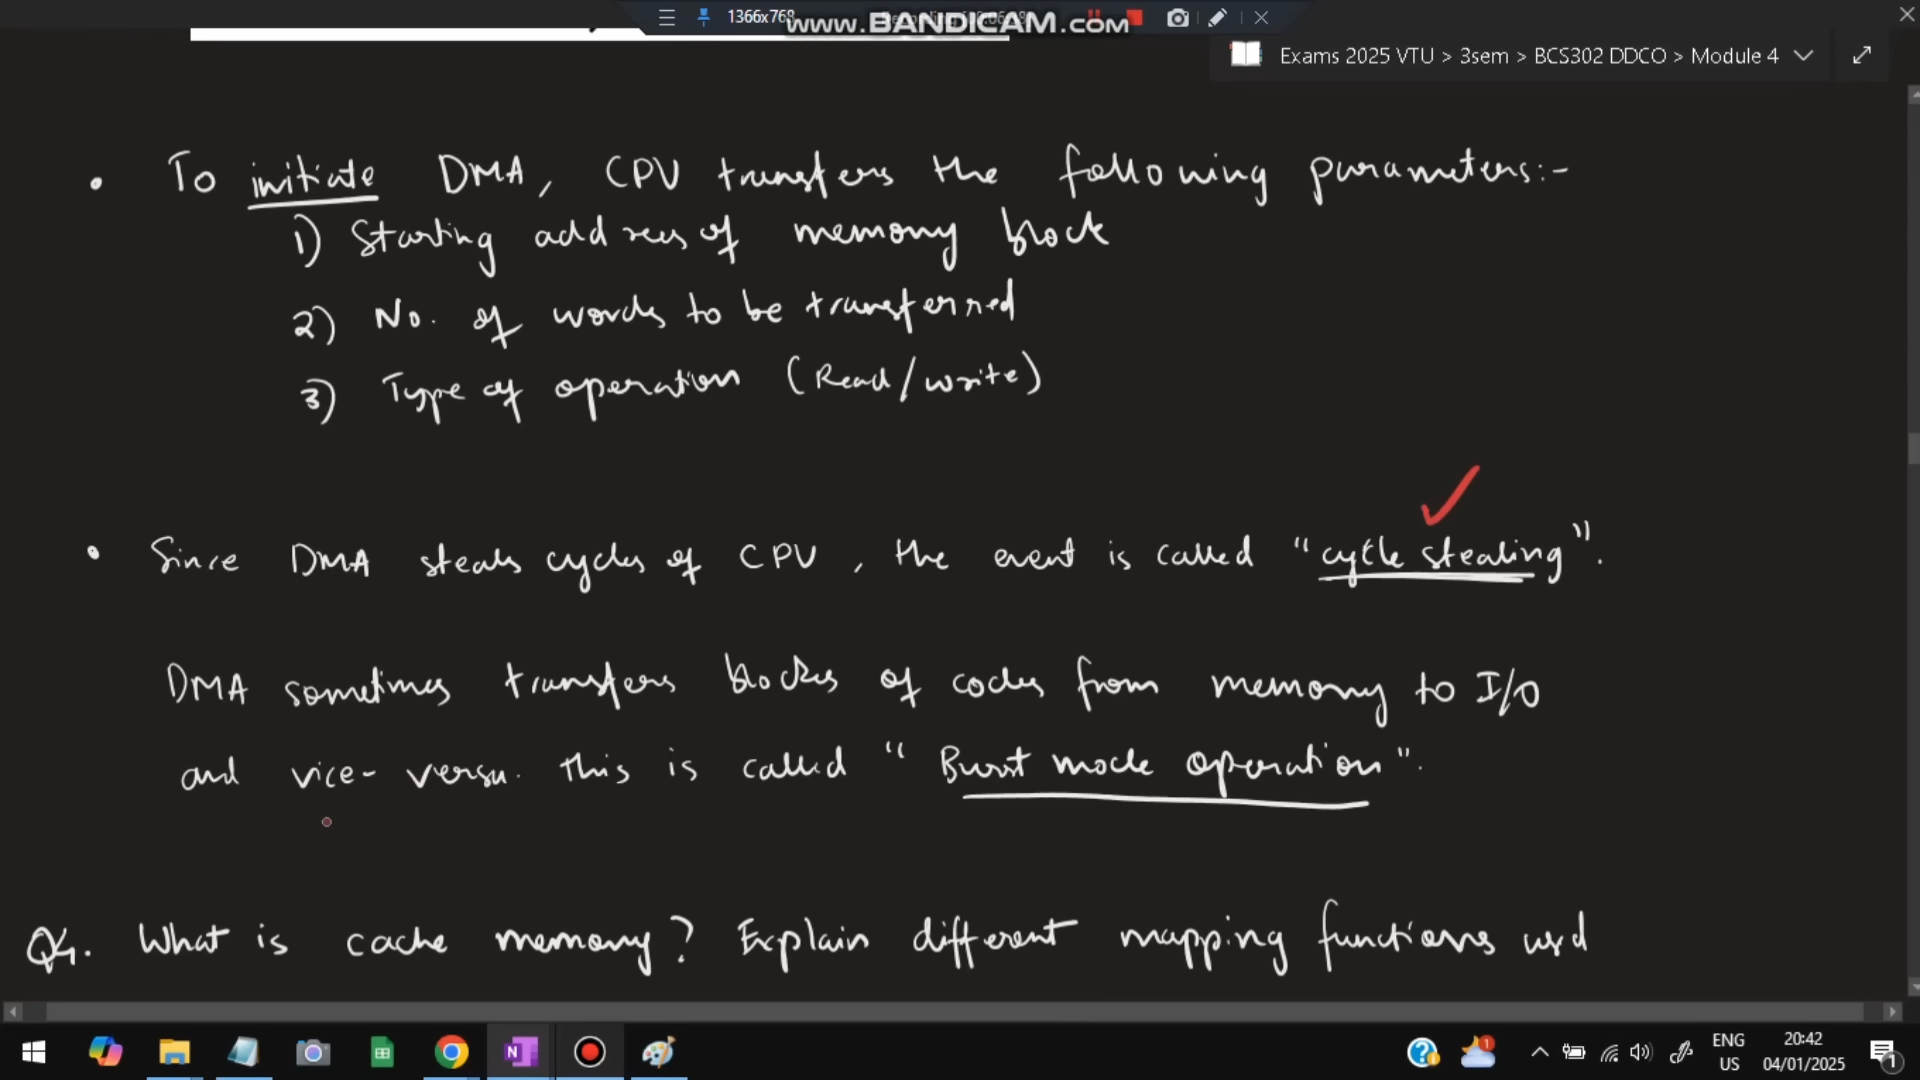 1366x768
www.BANDICAM.com
Exams 2025 VTU > 3sem > BCS302 DDCO > Module 4
• To initiate DMA, CPU transfers the following parameters:-
1) Starting address of memory block
2) No. of words to be transferred
3) Type of operation (Read/write)
• Since DMA steals cycles of CPU, the event is called "cycle stealing".
DMA sometimes transfers blocks of codes from memory to I/O
and vice-versa. This is called "Burst mode operation".
Q4. What is cache memory? Explain different mapping functions used
ENG
US
20:42
04/01/2025